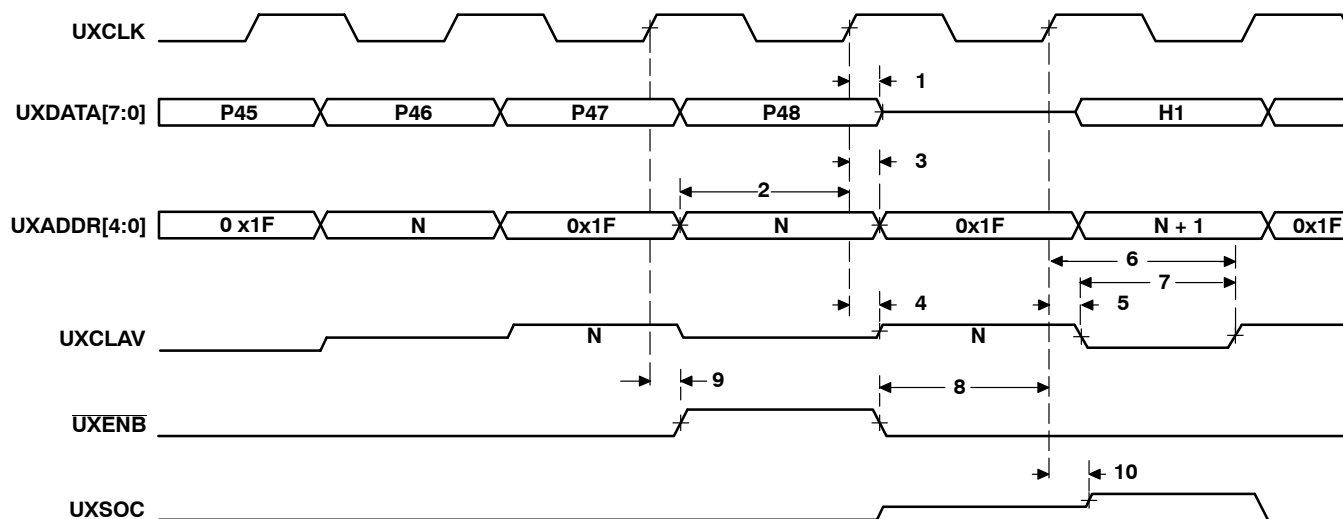 UXCLK
1
UXDATA[7:0] P45 P46 P47 P48 H1
3
2
UXADDR[4:0] 0 x1F N 0x1F N 0x1F N + 1 0x1F
6
7
4 5
UXCLAV N N
9 8
UXENB
10
UXSOC